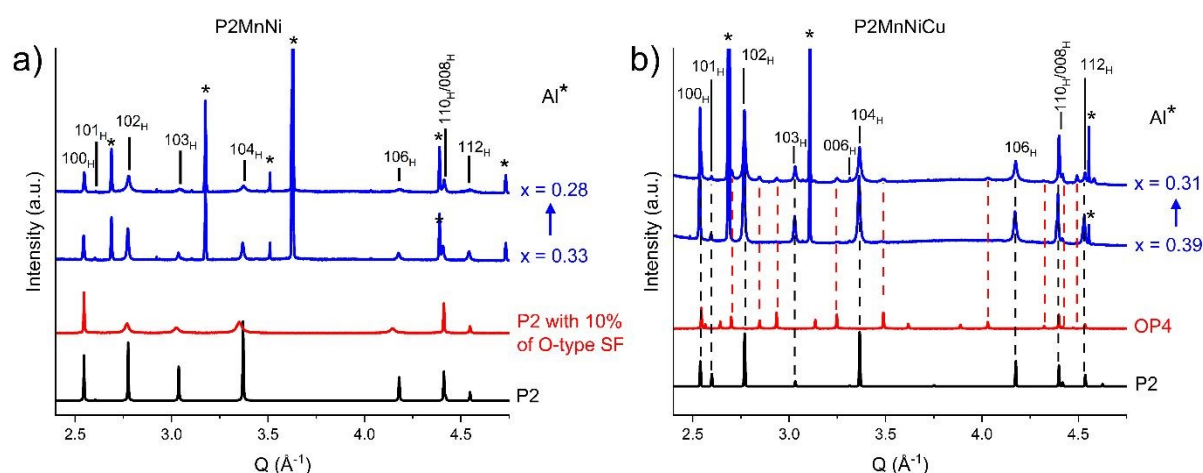 P2MnNi
a)
Intensity (a.u.)
100H
101H
*
102H
103H
*
104H
*
*
106H
*
110H/008H
112H
*
Al*
x = 0.28
*
x = 0.33
P2 with 10%
of O-type SF
P2
2.5
3.0
3.5
4.0
4.5
Q (Å-1)
P2MnNiCu
b)
Intensity (a.u.)
100H
101H
*
102H
*
103H
006H
104H
106H
110H/008H
112H
*
Al*
x = 0.31
*
x = 0.39
OP4
P2
2.5
3.0
3.5
4.0
4.5
Q (Å-1)